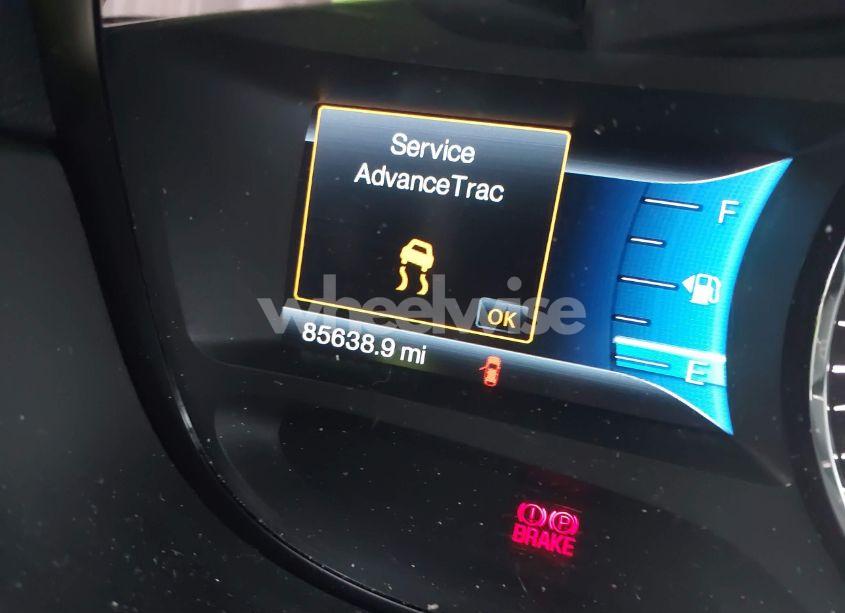 Service
AdvanceTrac
OK
wheelwise
85638.9 mi
F
E
(!) (P)
BRAKE